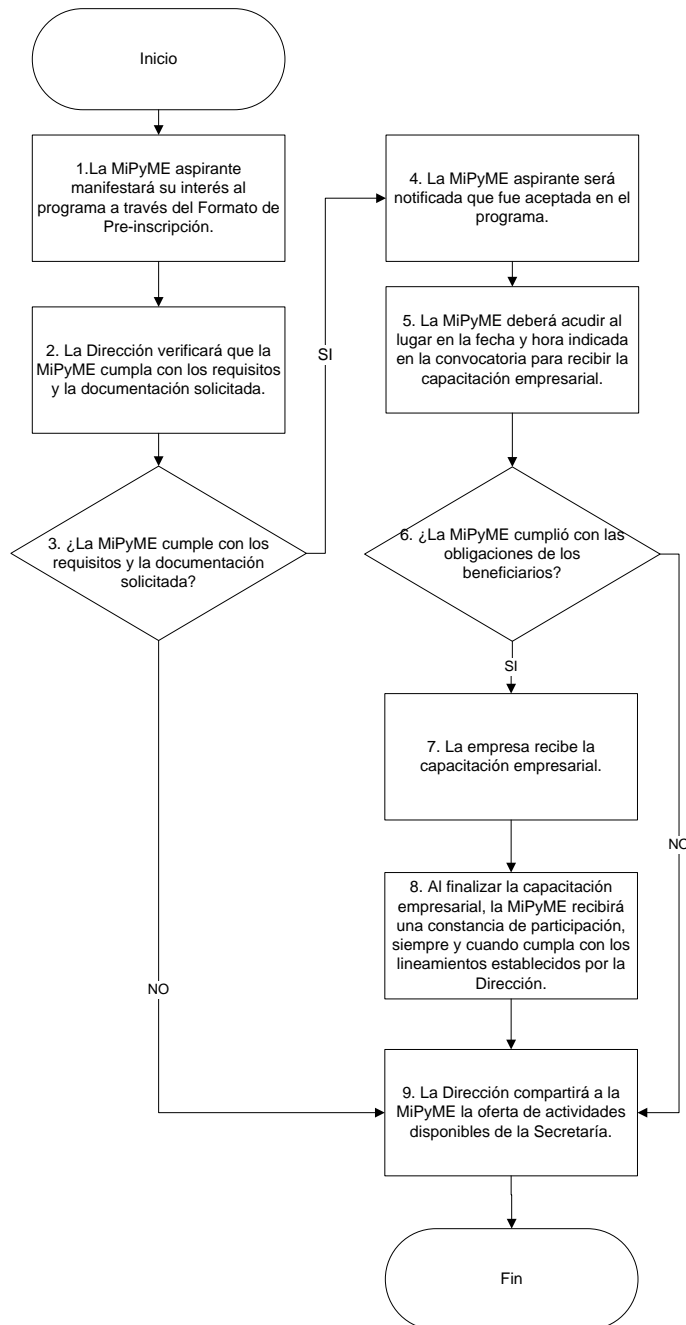 Inicio
1.La MiPyME aspirante
manifestará su interés al
programa a través del Formato de
Pre-inscripción.
2. La Dirección verificará que la
MiPyME cumpla con los requisitos
y la documentación solicitada.
3. ¿La MiPyME cumple con los
requisitos y la documentación
solicitada?
SI
NO
4. La MiPyME aspirante será
notificada que fue aceptada en el
programa.
5. La MiPyME deberá acudir al
lugar en la fecha y hora indicada
en la convocatoria para recibir la
capacitación empresarial.
6. ¿La MiPyME cumplió con las
obligaciones de los
beneficiarios?
SI
NO
7. La empresa recibe la
capacitación empresarial.
8. Al finalizar la capacitación
empresarial, la MiPyME recibirá
una constancia de participación,
siempre y cuando cumpla con los
lineamientos establecidos por la
Dirección.
9. La Dirección compartirá a la
MiPyME la oferta de actividades
disponibles de la Secretaría.
Fin